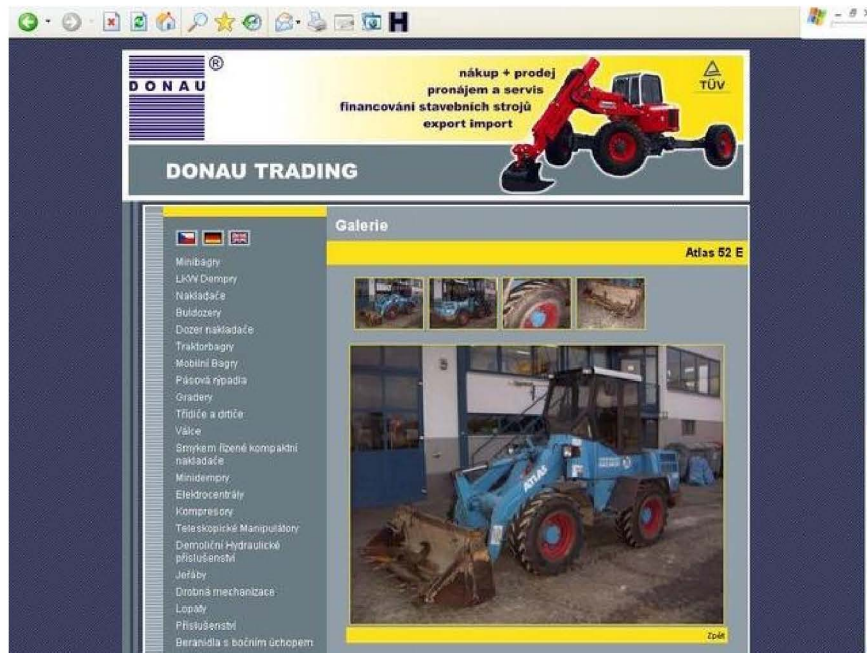 DONAU
®
nákup + prodej
pronájem a servis
financování stavebních strojů
export import
TÜV
DONAU TRADING
Galerie
Atlas 52 E
Minibagry
LKW Dempry
Nakladače
Buldozery
Dozer nakladače
Traktorbagry
Mobilní Bagry
Pásová rýpadla
Gradery
Třídiče a drtiče
Válce
Smykem řízené kompaktní
nakladače
Minidempry
Elektrocentrály
Kompresory
Teleskopické Manipulátory
Demoliční Hydraulické
příslušenství
Jeřáby
Drobná mechanizace
Lopaty
Příslušenství
Beranidla s bočním úchopem
ATLAS
Zpět